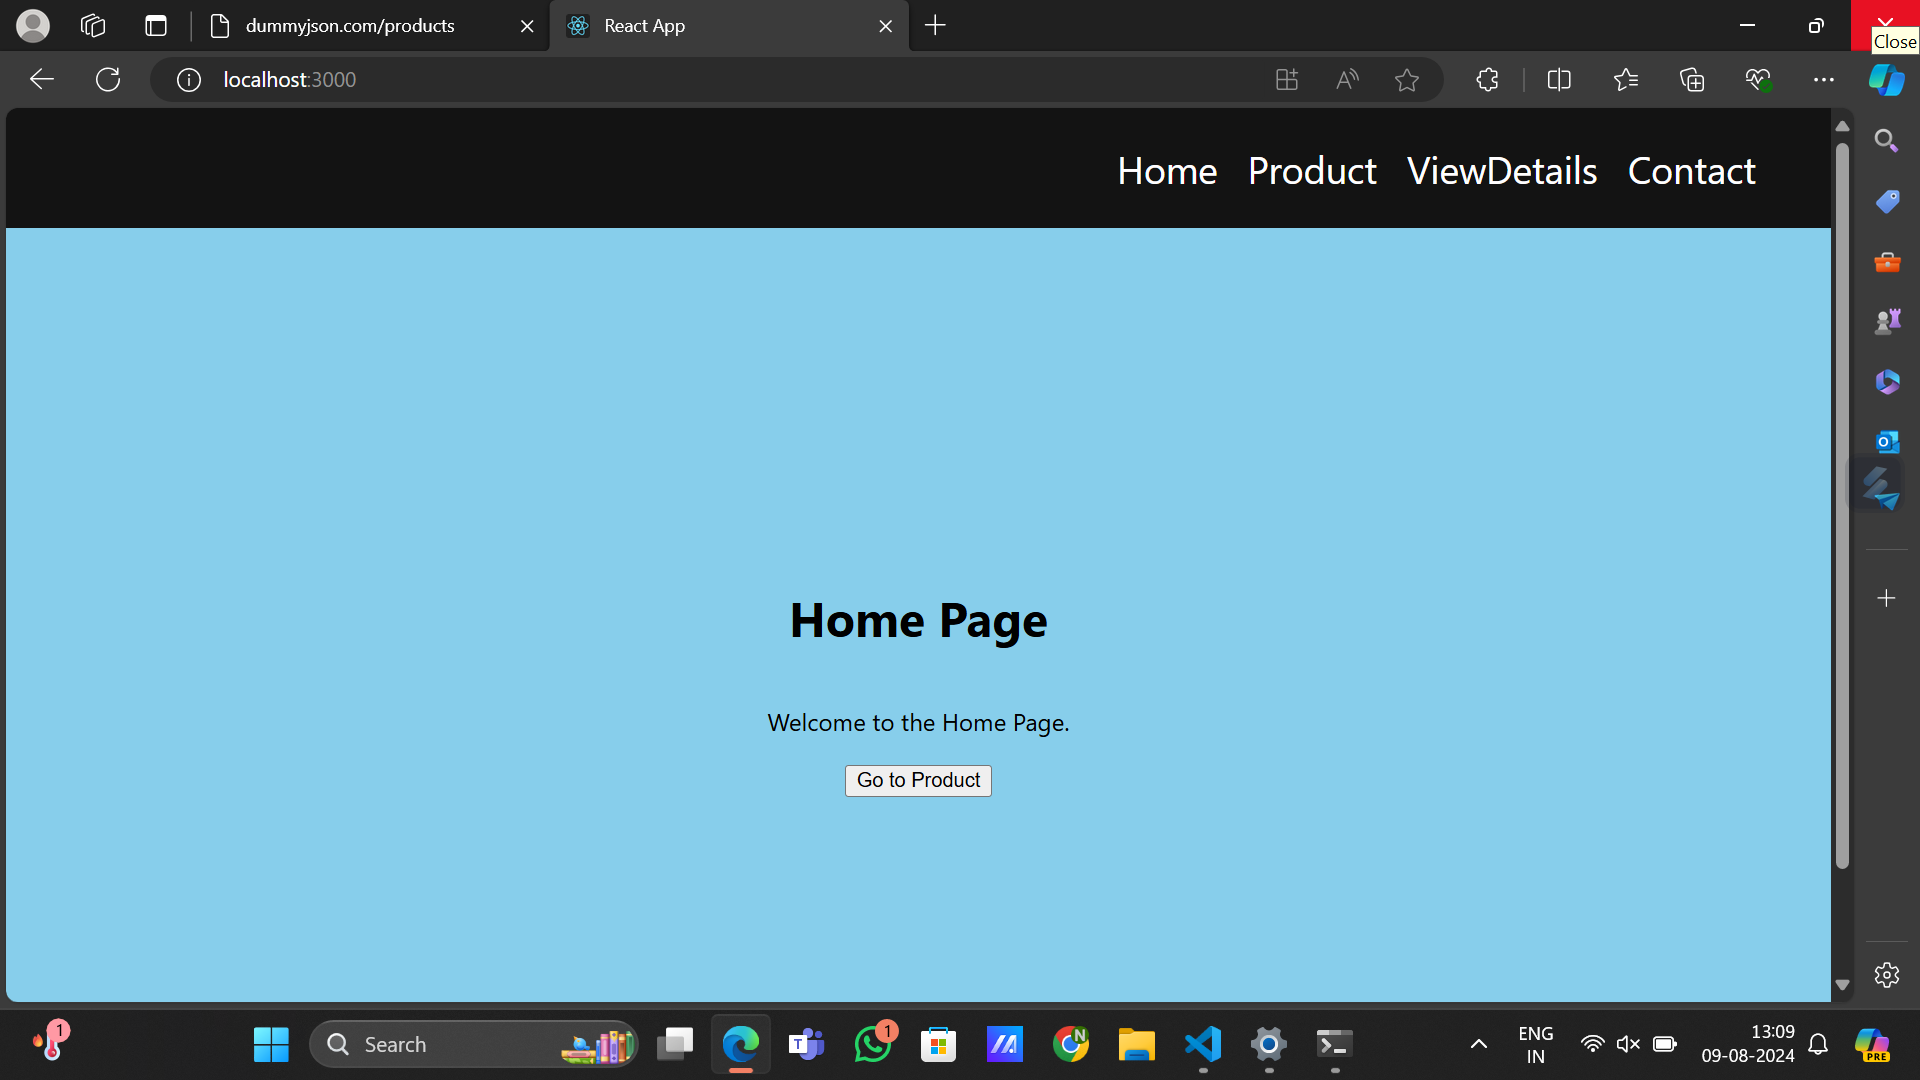 dummyjson.com/products
React App
Close
localhost:3000
Home Product ViewDetails Contact
Home Page
Welcome to the Home Page.
Go to Product
1
Search
T
1
N
ENG
IN
13:09
09-08-2024
PRE